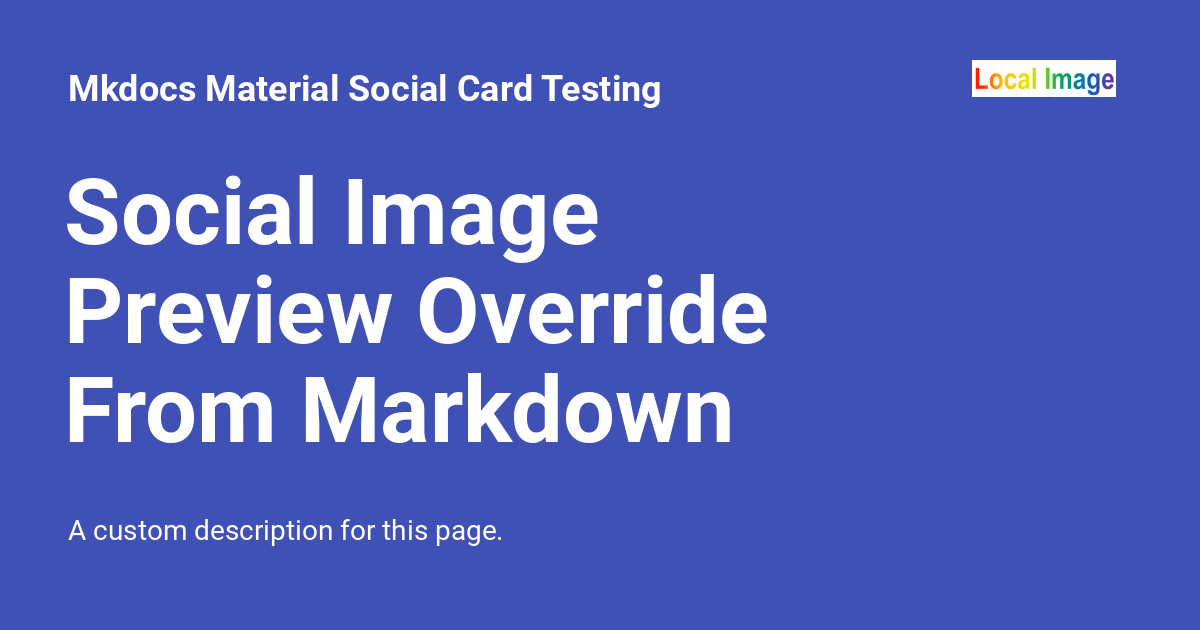 Mkdocs Material Social Card Testing
Local Image
Social Image
Preview Override
From Markdown
A custom description for this page.